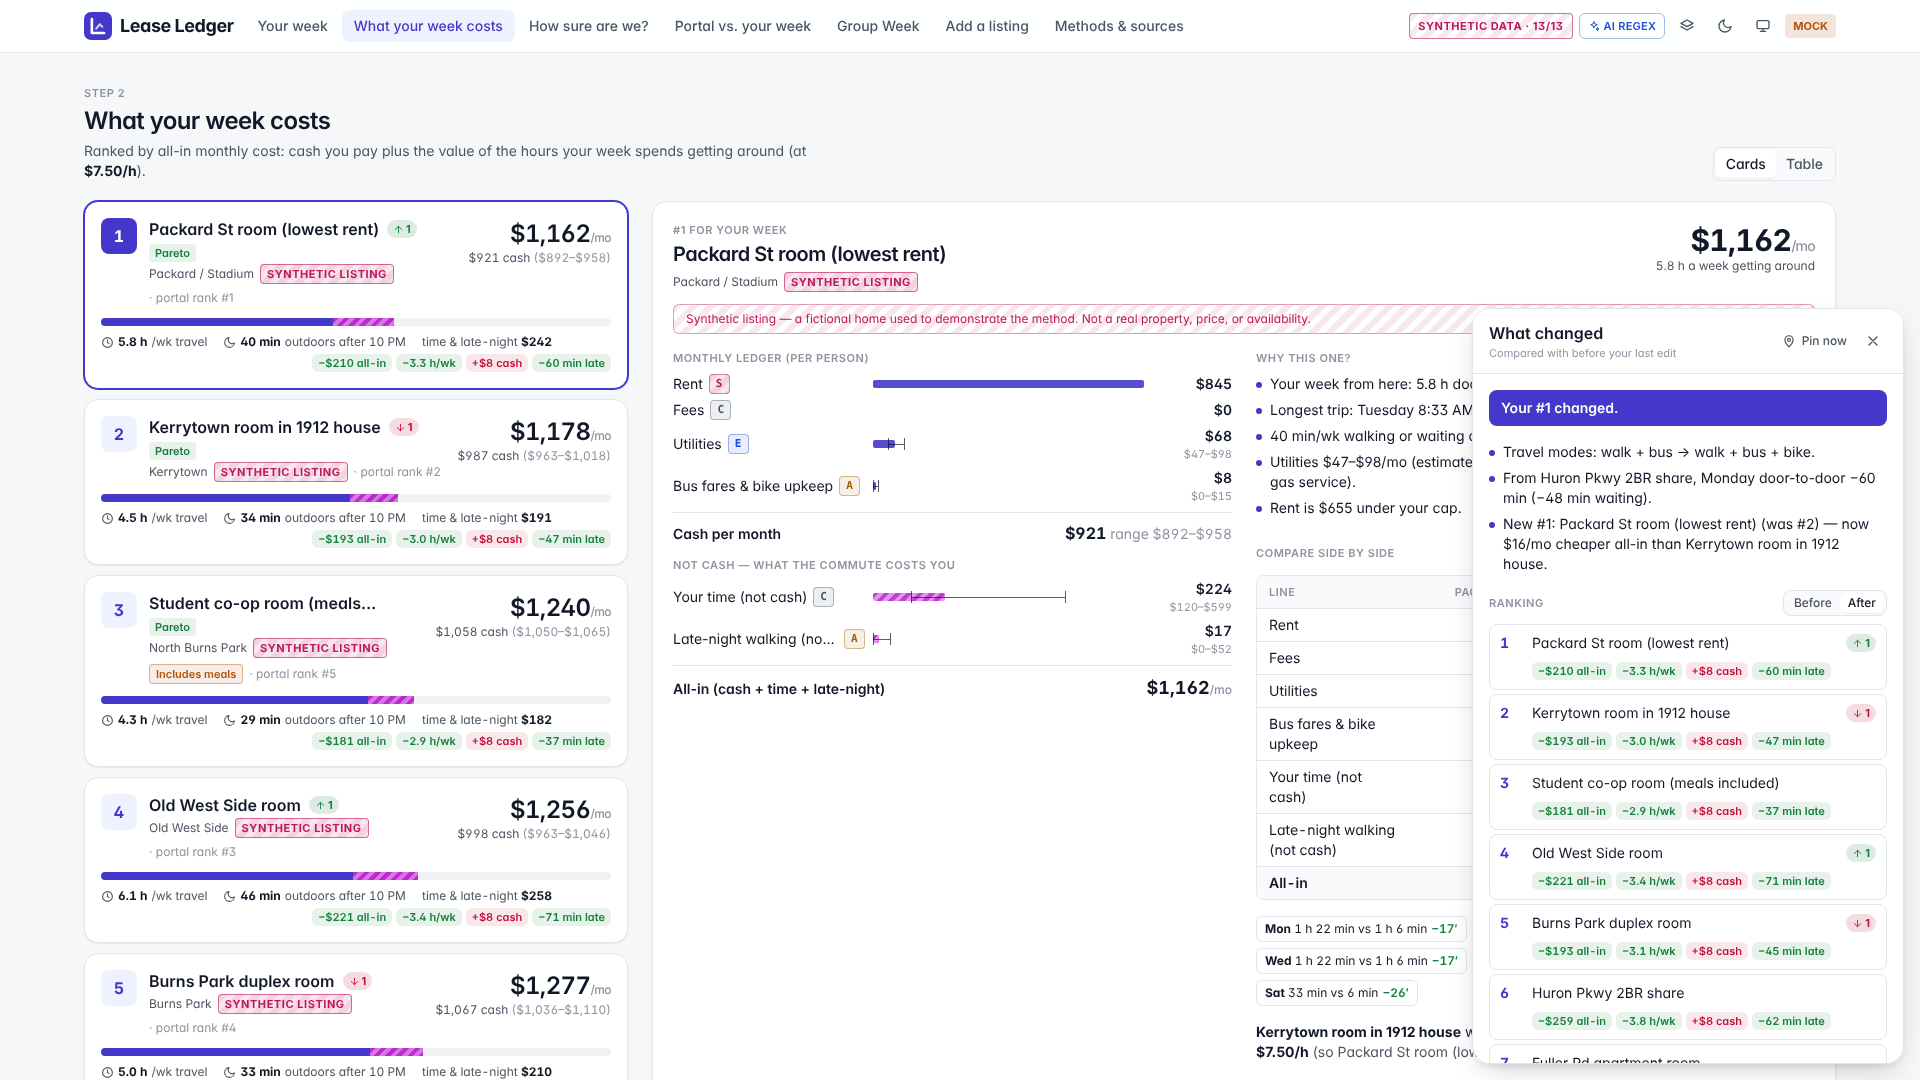 Lease Ledger
Your week
What your week costs
How sure are we?
Portal vs. your week
Group Week
Add a listing
Methods & sources
SYNTHETIC DATA · 13/13
AI REGEX
MOCK
STEP 2
What your week costs
Ranked by all-in monthly cost: cash you pay plus the value of the hours your week spends getting around (at
$7.50/h).
Cards
Table
1
Packard St room (lowest rent)
↑ 1
$1,162/mo
Pareto
$921 cash ($892–$958)
Packard / Stadium
SYNTHETIC LISTING
· portal rank #1
5.8 h /wk travel
40 min outdoors after 10 PM
time & late-night $242
−$210 all-in
−3.3 h/wk
+$8 cash
−60 min late
2
Kerrytown room in 1912 house
↓ 1
$1,178/mo
Pareto
$987 cash ($963–$1,018)
Kerrytown
SYNTHETIC LISTING
· portal rank #2
4.5 h /wk travel
34 min outdoors after 10 PM
time & late-night $191
−$193 all-in
−3.0 h/wk
+$8 cash
−47 min late
3
Student co-op room (meals...
$1,240/mo
Pareto
$1,058 cash ($1,050–$1,065)
North Burns Park
SYNTHETIC LISTING
Includes meals
· portal rank #5
4.3 h /wk travel
29 min outdoors after 10 PM
time & late-night $182
−$181 all-in
−2.9 h/wk
+$8 cash
−37 min late
4
Old West Side room
↑ 1
$1,256/mo
Old West Side
SYNTHETIC LISTING
$998 cash ($963–$1,046)
· portal rank #3
6.1 h /wk travel
46 min outdoors after 10 PM
time & late-night $258
−$221 all-in
−3.4 h/wk
+$8 cash
−71 min late
5
Burns Park duplex room
↓ 1
$1,277/mo
Burns Park
SYNTHETIC LISTING
$1,067 cash ($1,036–$1,110)
· portal rank #4
5.0 h /wk travel
33 min outdoors after 10 PM
time & late-night $210
#1 FOR YOUR WEEK
Packard St room (lowest rent)
$1,162/mo
5.8 h a week getting around
Packard / Stadium
SYNTHETIC LISTING
Synthetic listing — a fictional home used to demonstrate the method. Not a real property, price, or availability.
MONTHLY LEDGER (PER PERSON)
Rent S
$845
Fees C
$0
Utilities E
$68
$47–$98
Bus fares & bike upkeep A
$8
$0–$15
Cash per month
$921 range $892–$958
NOT CASH — WHAT THE COMMUTE COSTS YOU
Your time (not cash) C
$224
$120–$599
Late-night walking (no... A
$17
$0–$52
All-in (cash + time + late-night)
$1,162/mo
WHY THIS ONE?
Your week from here: 5.8 h doo
Longest trip: Tuesday 8:33 AM
40 min/wk walking or waiting
Utilities $47–$98/mo (estimate
gas service).
Rent is $655 under your cap.
COMPARE SIDE BY SIDE
LINE
PAC
Rent
Fees
Utilities
Bus fares & bike
upkeep
Your time (not
cash)
Late-night walking
(not cash)
All-in
Mon 1 h 22 min vs 1 h 6 min −17′
Wed 1 h 22 min vs 1 h 6 min −17′
Sat 33 min vs 6 min −26′
Kerrytown room in 1912 house w
$7.50/h (so Packard St room (low
What changed
Compared with before your last edit
Pin now
Your #1 changed.
Travel modes: walk + bus → walk + bus + bike.
From Huron Pkwy 2BR share, Monday door-to-door −60
min (−48 min waiting).
New #1: Packard St room (lowest rent) (was #2) — now
$16/mo cheaper all-in than Kerrytown room in 1912
house.
RANKING
Before
After
1
Packard St room (lowest rent)
↑ 1
−$210 all-in
−3.3 h/wk
+$8 cash
−60 min late
2
Kerrytown room in 1912 house
↓ 1
−$193 all-in
−3.0 h/wk
+$8 cash
−47 min late
3
Student co-op room (meals included)
−$181 all-in
−2.9 h/wk
+$8 cash
−37 min late
4
Old West Side room
↑ 1
−$221 all-in
−3.4 h/wk
+$8 cash
−71 min late
5
Burns Park duplex room
↓ 1
−$193 all-in
−3.1 h/wk
+$8 cash
−45 min late
6
Huron Pkwy 2BR share
−$259 all-in
−3.8 h/wk
+$8 cash
−62 min late
7
Fuller Rd apartment room